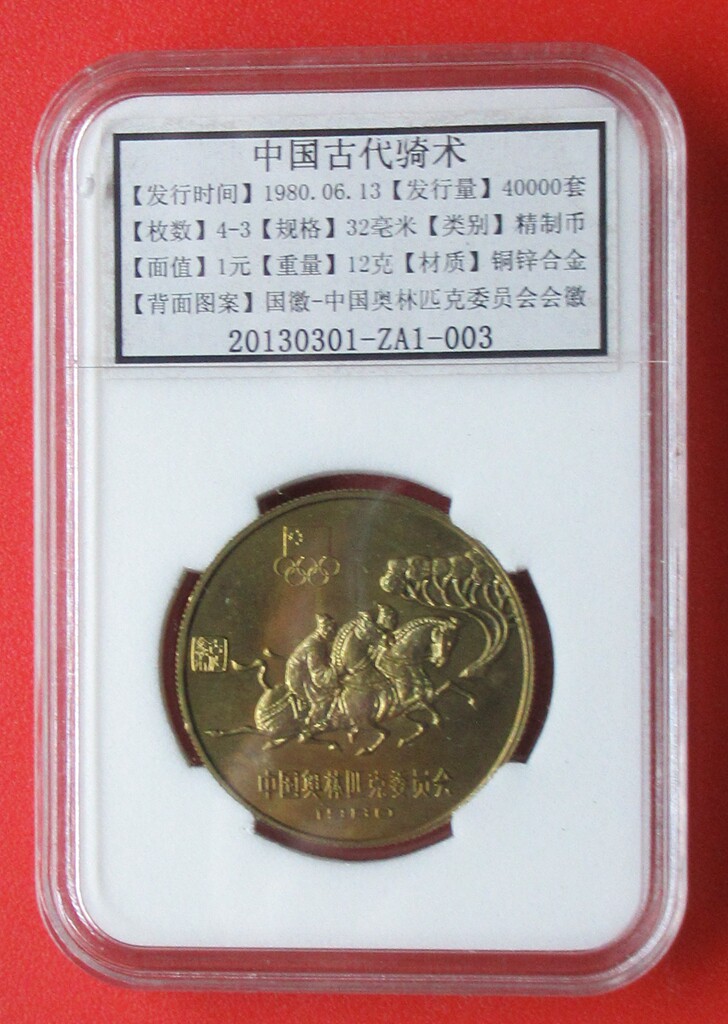 中国古代骑术
【发行时间】1980.06.13【发行量】40000套
【枚数】4-3【规格】32毫米【类别】精制币
【面值】1元【重量】12克【材质】铜锌合金
【背面图案】国徽-中国奥林匹克委员会会徽
20130301-ZA1-003
中国奥林匹克委员会
1980